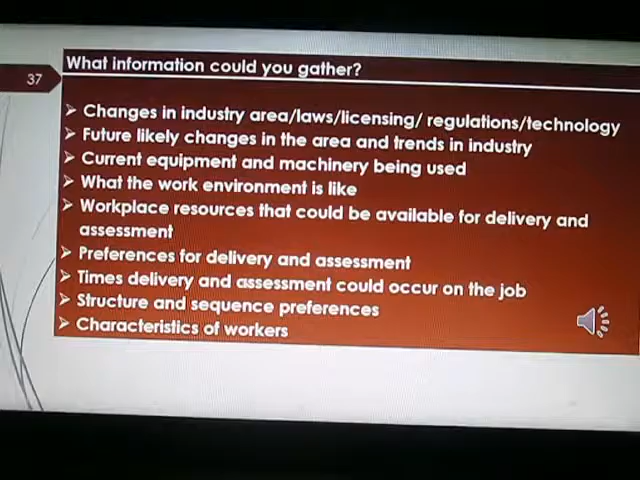 37
What information could you gather?
➢ Changes in industry area/laws/licensing/ regulations/technology
➢ Future likely changes in the area and trends in industry
➢ Current equipment and machinery being used
➢ What the work environment is like
➢ Workplace resources that could be available for delivery and
assessment
➢ Preferences for delivery and assessment
➢ Times delivery and assessment could occur on the job
➢ Structure and sequence preferences
➢ Characteristics of workers